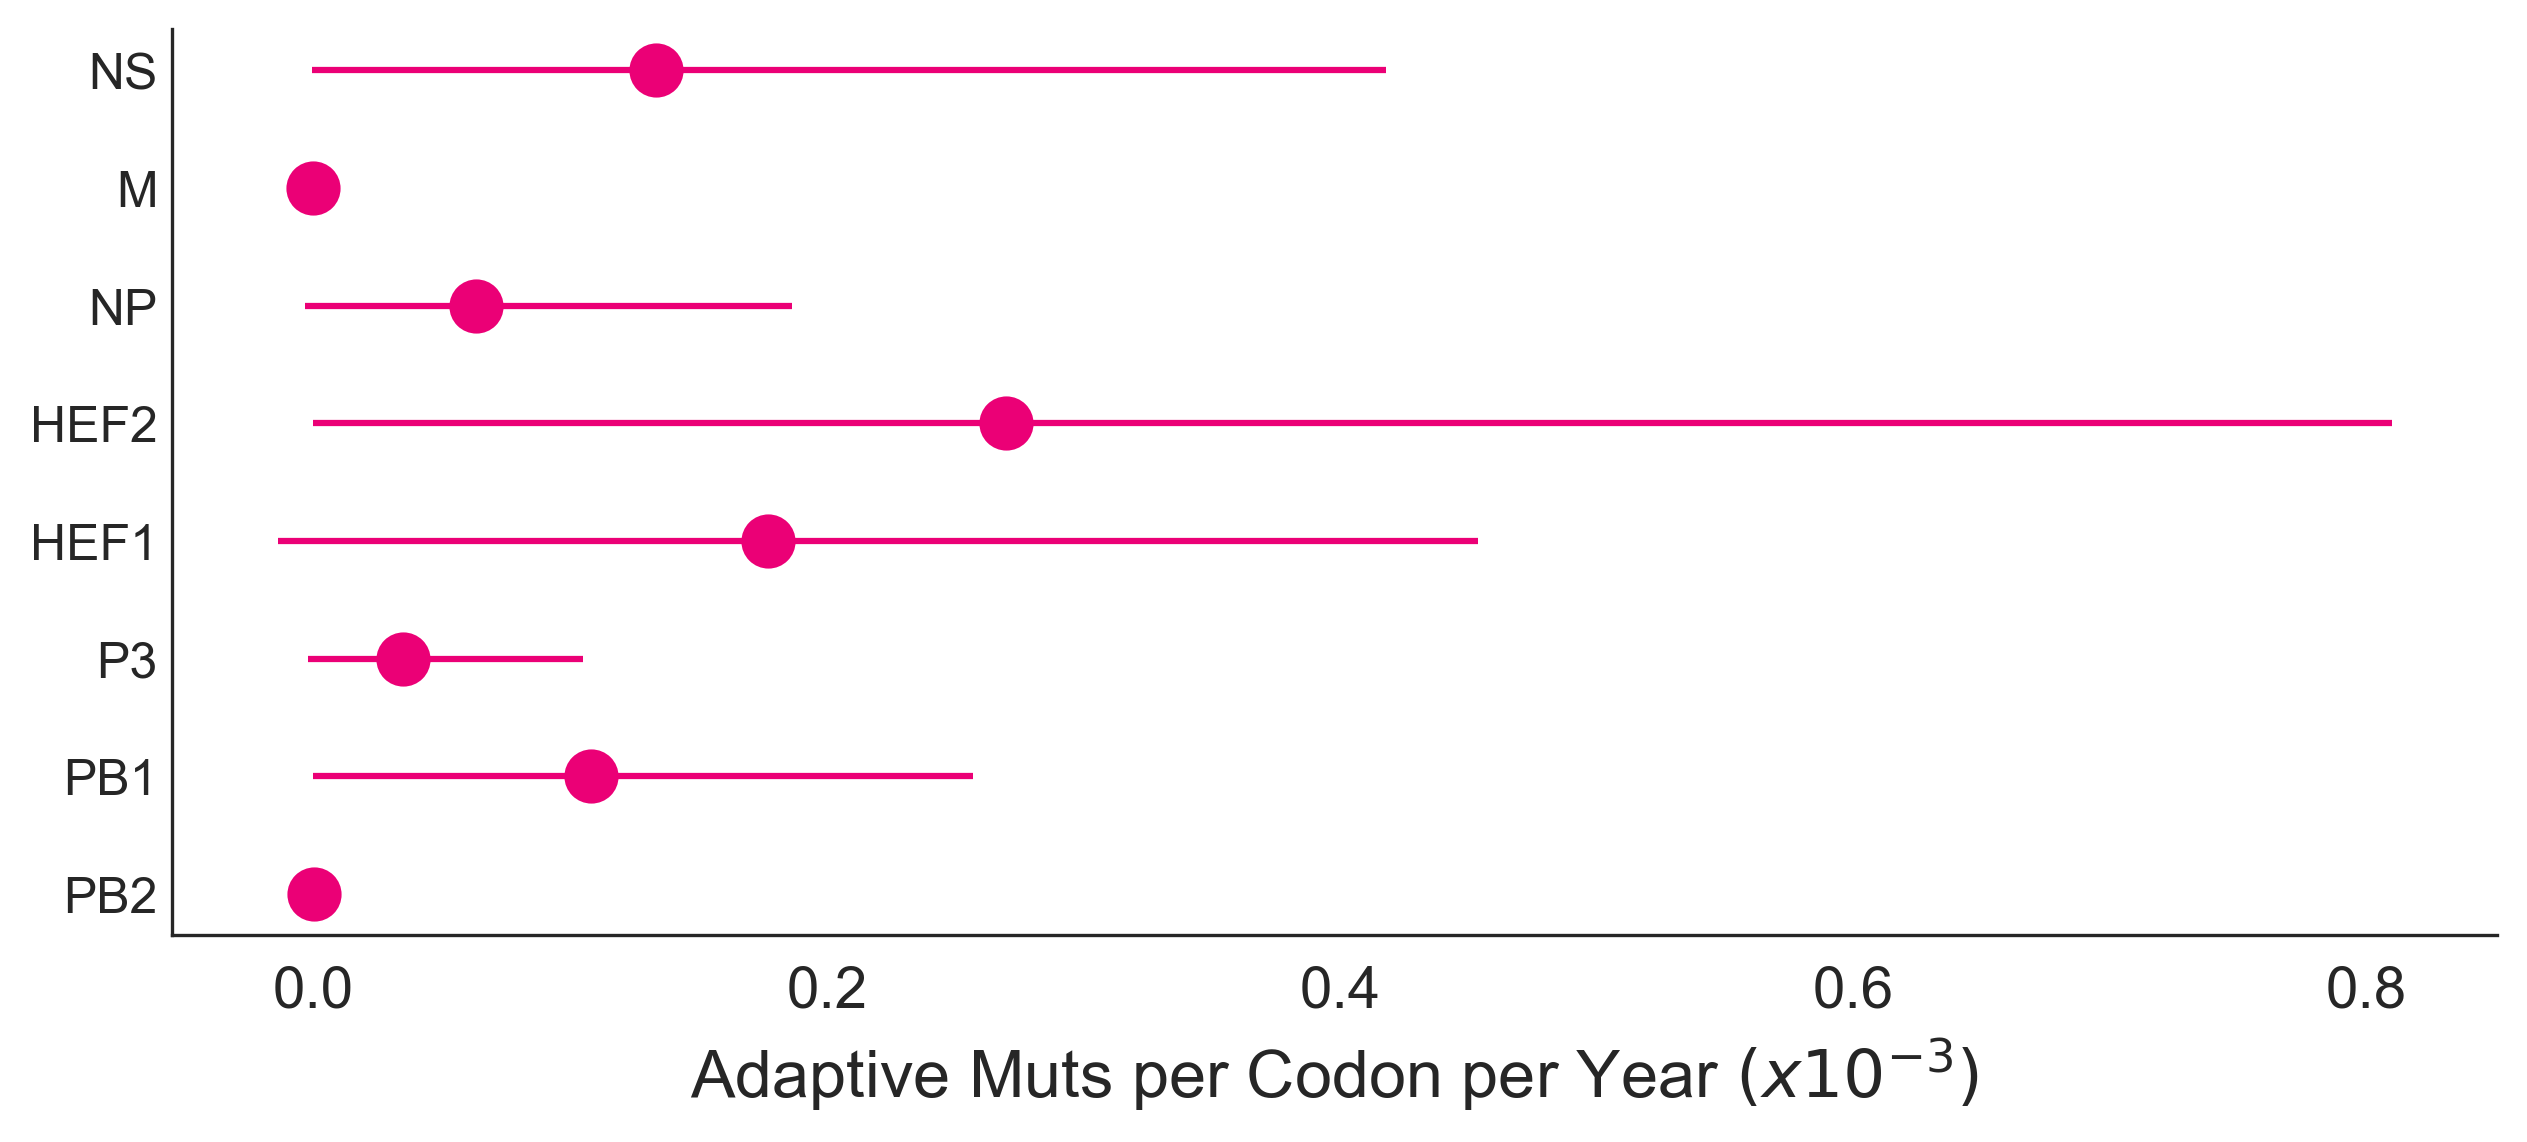 NS
M
NP
HEF2
HEF1
P3
PB1
PB2
0.0 0.2 0.4 0.6 0.8
Adaptive Muts per Codon per Year (x10⁻³)